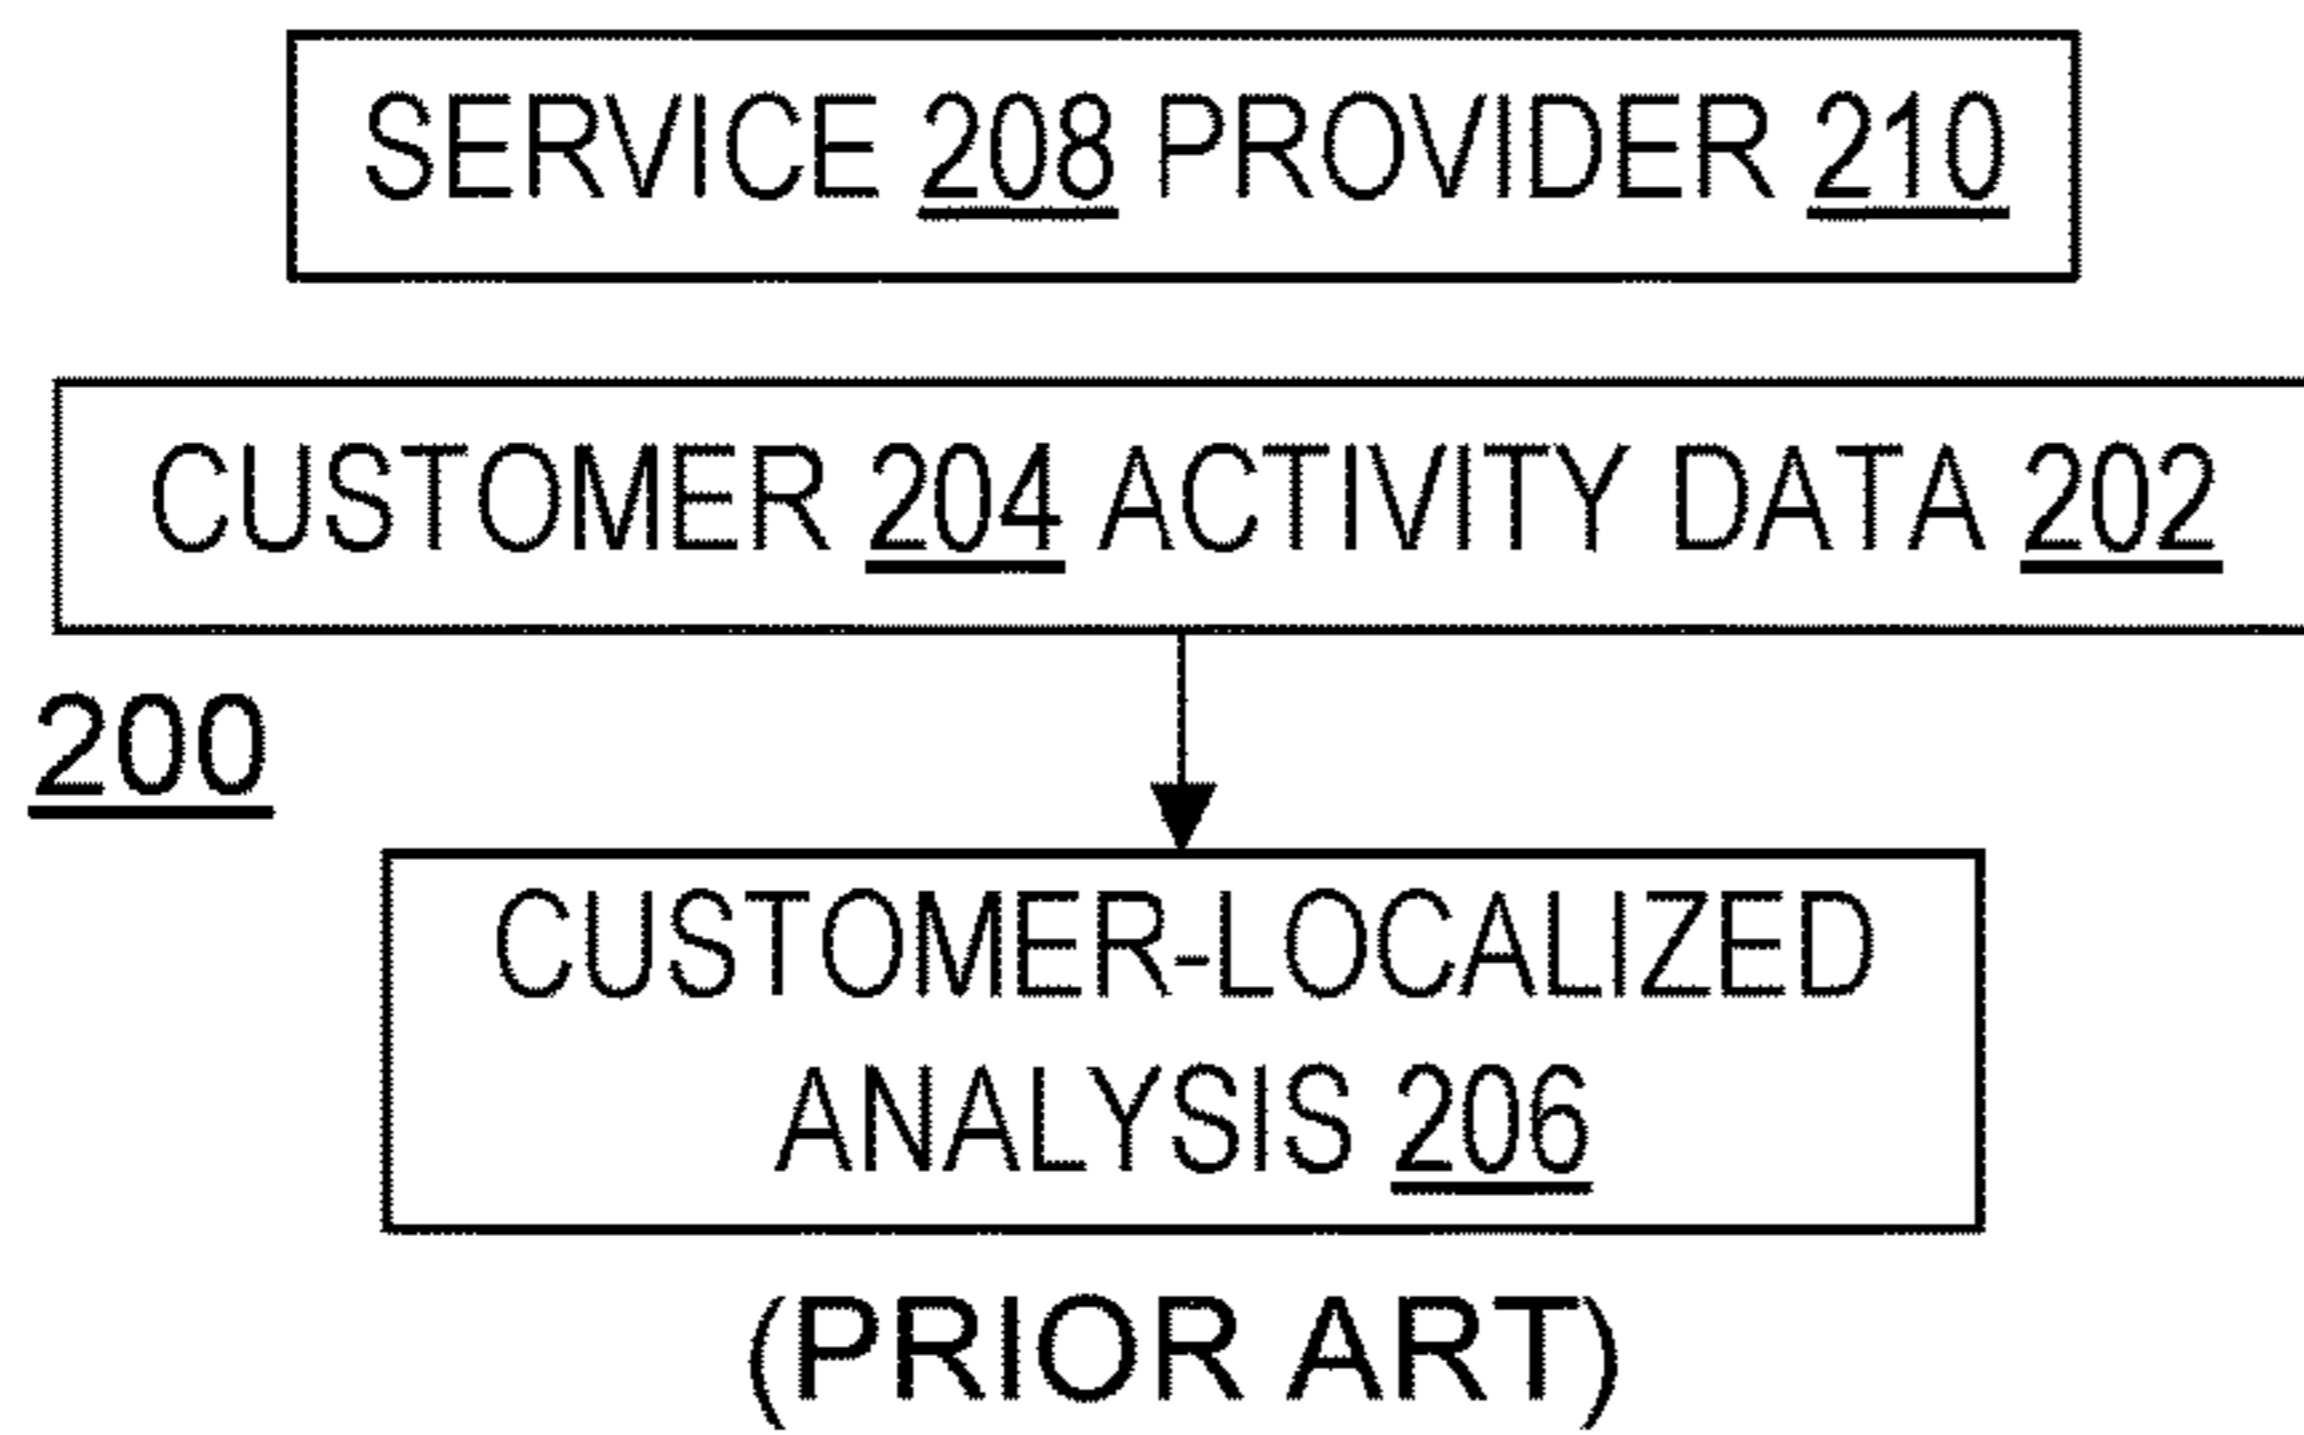 SERVICE 208 PROVIDER 210
CUSTOMER 204 ACTIVITY DATA 202
200
CUSTOMER-LOCALIZED
ANALYSIS 206
(PRIOR ART)